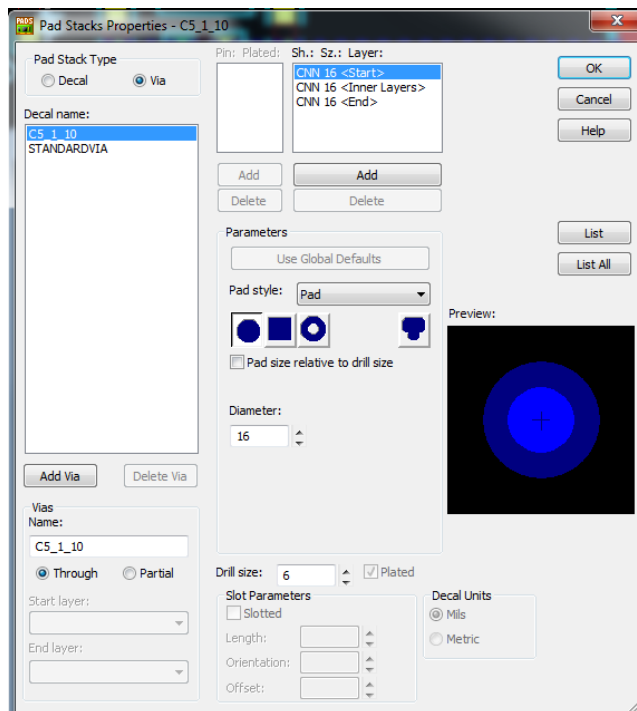 PADS
Pad Stacks Properties - C5_1_10
Pad Stack Type
Decal
Via
Decal name:
C5_1_10
STANDARDVIA
Add Via
Delete Via
Vias
Name:
C5_1_10
Through
Partial
Start layer:
End layer:
Pin: Plated:
Sh.: Sz.: Layer:
CNN 16 <Start>
CNN 16 <Inner Layers>
CNN 16 <End>
Add
Add
Delete
Delete
Parameters
Use Global Defaults
Pad style:
Pad
Pad size relative to drill size
Diameter:
16
Drill size:
6
Plated
Slot Parameters
Slotted
Length:
Orientation:
Offset:
Decal Units
Mils
Metric
OK
Cancel
Help
List
List All
Preview: